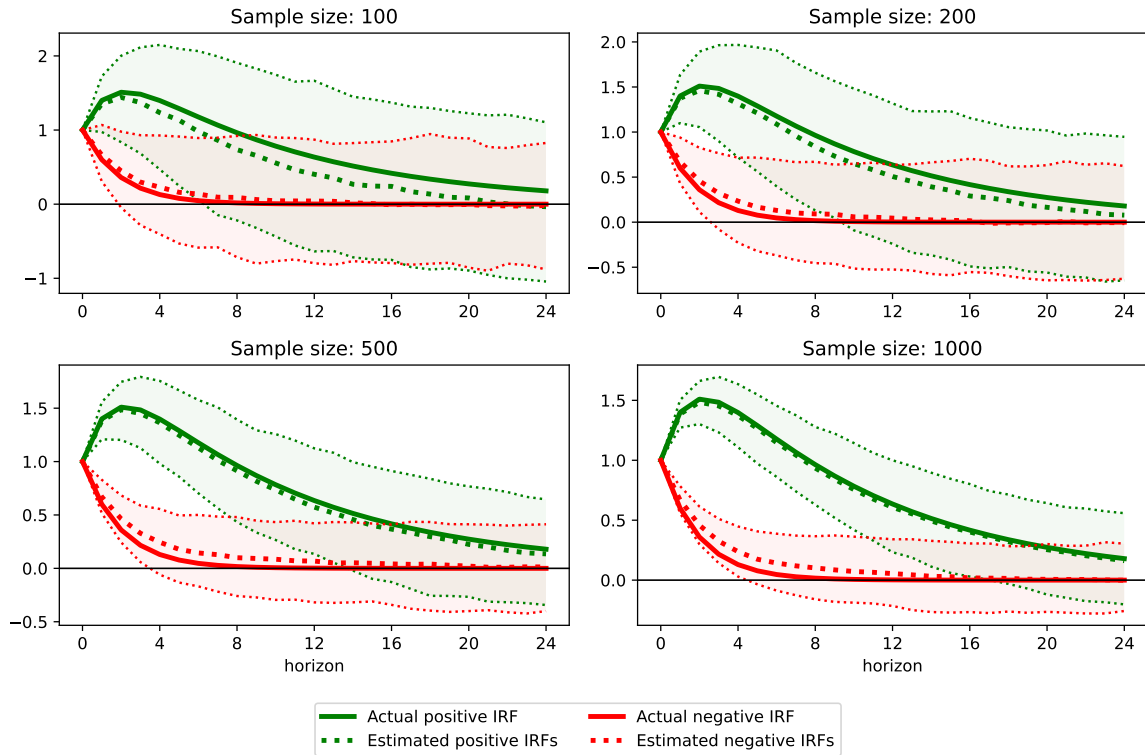 Sample size: 100
2
1
0
−1
0 4 8 12 16 20 24
Sample size: 200
2.0
1.5
1.0
0.5
0.0
−0.5
0 4 8 12 16 20 24
Sample size: 500
1.5
1.0
0.5
0.0
−0.5
0 4 8 12 16 20 24
horizon
Sample size: 1000
1.5
1.0
0.5
0.0
0 4 8 12 16 20 24
horizon
Actual positive IRF
Estimated positive IRFs
Actual negative IRF
Estimated negative IRFs